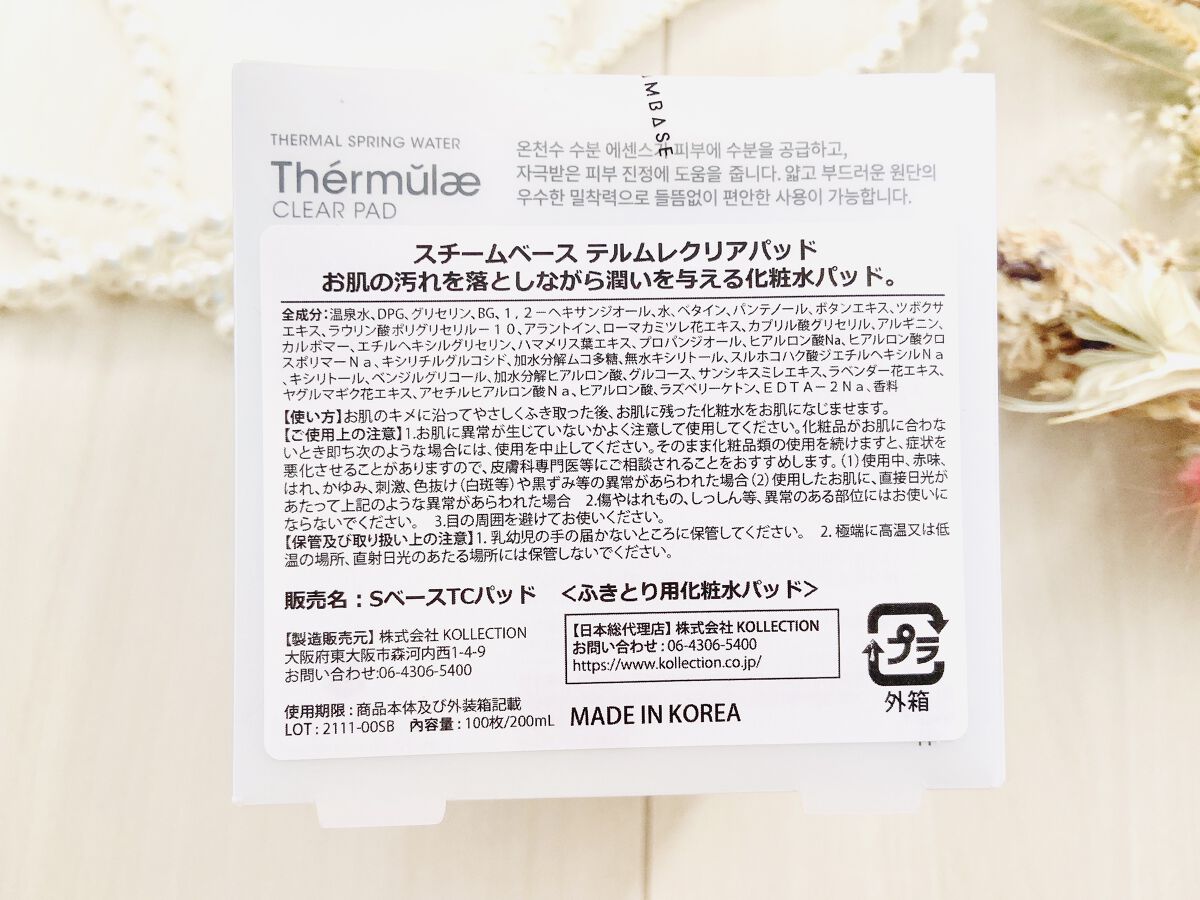 MBASE
THERMAL SPRING WATER
Thérmŭlæ
CLEAR PAD
온천수 수분 에센스가 피부에 수분을 공급하고,
자극받은 피부 진정에 도움을 줍니다. 얇고 부드러운 원단의
우수한 밀착력으로 들뜸없이 편안한 사용이 가능합니다.
スチームベース テルムレクリアパッド
お肌の汚れを落としながら潤いを与える化粧水パッド。
全成分:温泉水、DPG、グリセリン、BG、1,2-ヘキサンジオール、水、ベタイン、パンテノール、ボタンエキス、ツボクサ
エキス、ラウリン酸ポリグリセリル-10、アラントイン、ローマカミツレ花エキス、カプリル酸グリセリル、アルギニン、
カルボマー、エチルヘキシルグリセリン、ハマメリス葉エキス、プロパンジオール、ヒアルロン酸Na、ヒアルロン酸クロ
スポリマーNa、キシリチルグルコシド、加水分解ムコ多糖、無水キシリトール、スルホコハク酸ジエチルヘキシルNa
、キシリトール、ベンジルグリコール、加水分解ヒアルロン酸、グルコース、サンシキスミレエキス、ラベンダー花エキス、
ヤグルマギク花エキス、アセチルヒアルロン酸Na、ヒアルロン酸、ラズベリーケトン、EDTA-2Na、香料
【使い方】お肌のキメに沿ってやさしくふき取った後、お肌に残った化粧水をお肌になじませます。
【ご使用上の注意】1.お肌に異常が生じていないかよく注意して使用してください。化粧品がお肌に合わな
いとき即ち次のような場合には、使用を中止してください。そのまま化粧品類の使用を続けますと、症状を
悪化させることがありますので、皮膚科専門医等にご相談されることをおすすめします。(1)使用中、赤味、
はれ、かゆみ、刺激、色抜け(白斑等)や黒ずみ等の異常があらわれた場合(2)使用したお肌に、直接日光が
あたって上記のような異常があらわれた場合 2.傷やはれもの、しっしん等、異常のある部位にはお使いに
ならないでください。 3.目の周囲を避けてお使いください。
【保管及び取り扱い上の注意】1. 乳幼児の手の届かないところに保管してください。 2. 極端に高温又は低
温の場所、直射日光のあたる場所には保管しないでください。
販売名:SベースTCパッド <ふきとり用化粧水パッド>
【製造販売元】株式会社 KOLLECTION
大阪府東大阪市森河内西1-4-9
お問い合わせ:06-4306-5400
【日本総代理店】株式会社 KOLLECTION
お問い合わせ:06-4306-5400
https://www.kollection.co.jp/
プラ
外箱
使用期限:商品本体及び外装箱記載
LOT:2111-00SB 内容量:100枚/200mL MADE IN KOREA